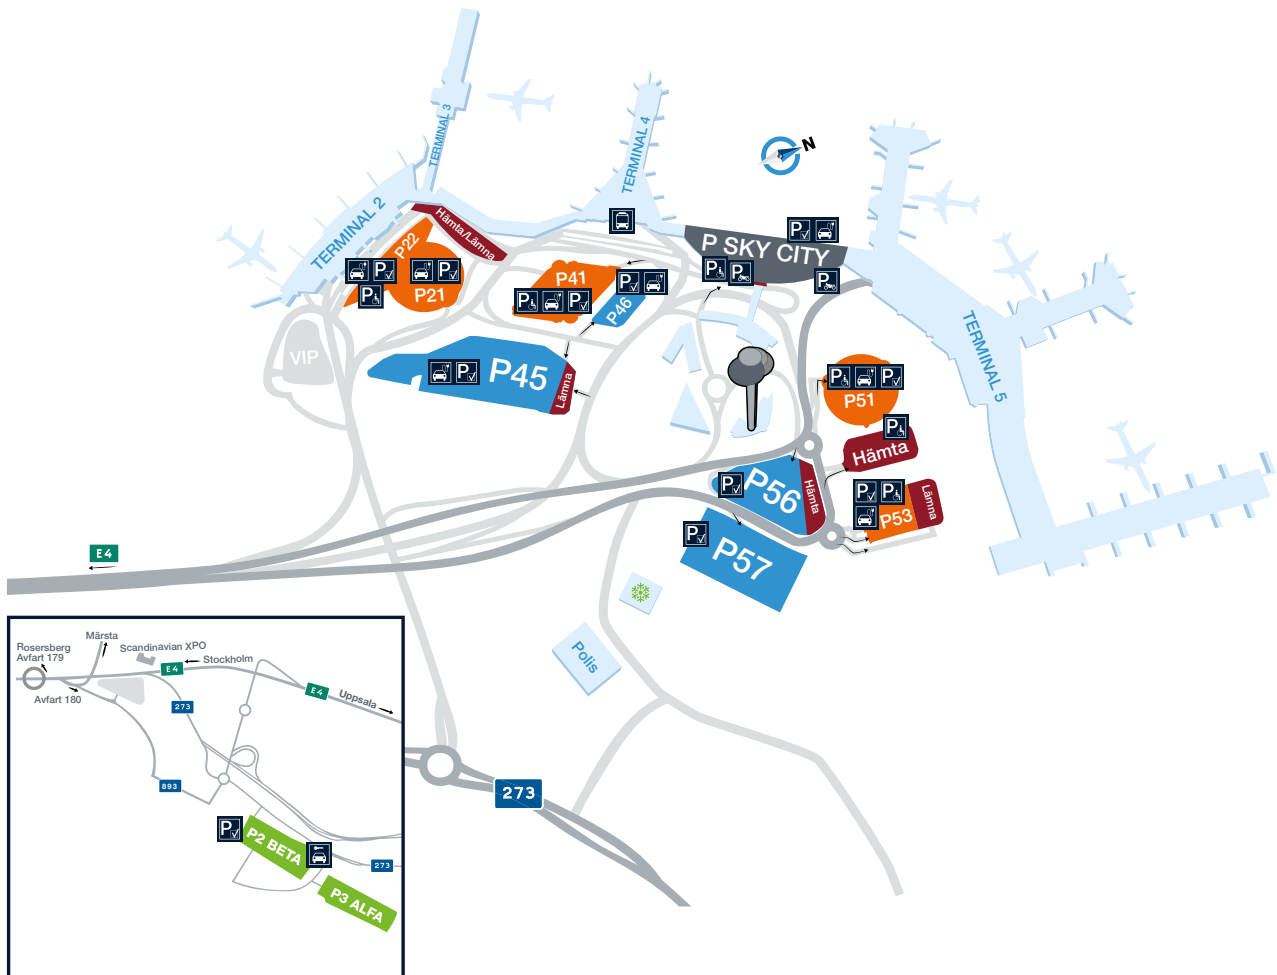 TERMINAL 3
TERMINAL 4
N
TERMINAL 2
Hämta/Lämna
P22
P21
P
P
P
P41
P
P
P46
P
P SKY CITY
P
P
P
P
TERMINAL 5
VIP
P45
P
Lämna
P51
P
P
Hämta
P
P56
P
Hämta
P
P
P53
Lämna
P57
P
E4
Polis
273
Märsta
Rosersberg
Avfart 179
Scandinavian XPO
Stockholm
E4
E4
Uppsala
Avfart 180
273
893
P
P2 BETA
273
P3 ALFA